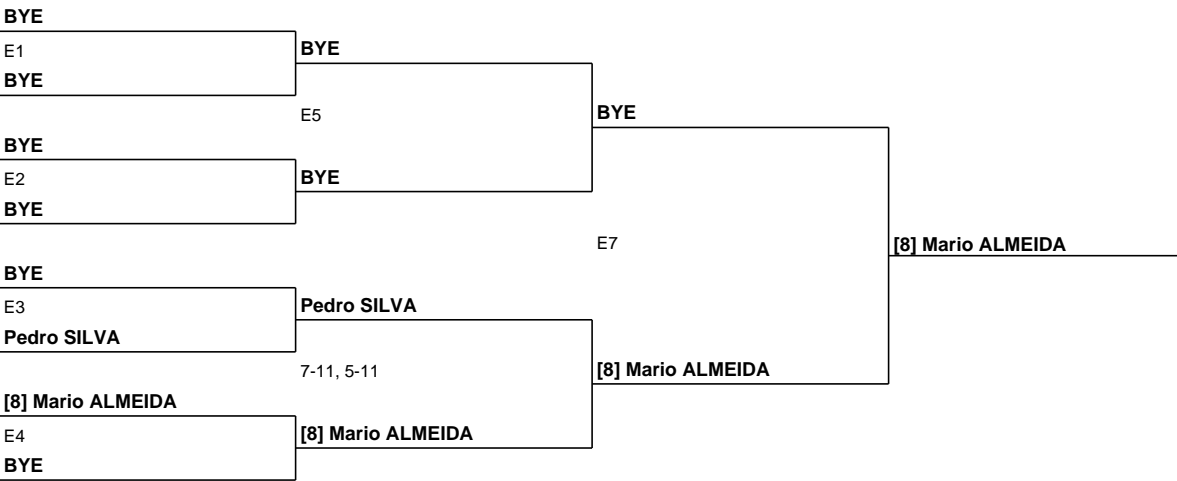 BYE
E1
BYE
BYE
E5
BYE
BYE
E2
BYE
BYE
E7
[8] Mario ALMEIDA
BYE
E3
Pedro SILVA
Pedro SILVA
7-11, 5-11
[8] Mario ALMEIDA
[8] Mario ALMEIDA
E4
[8] Mario ALMEIDA
BYE